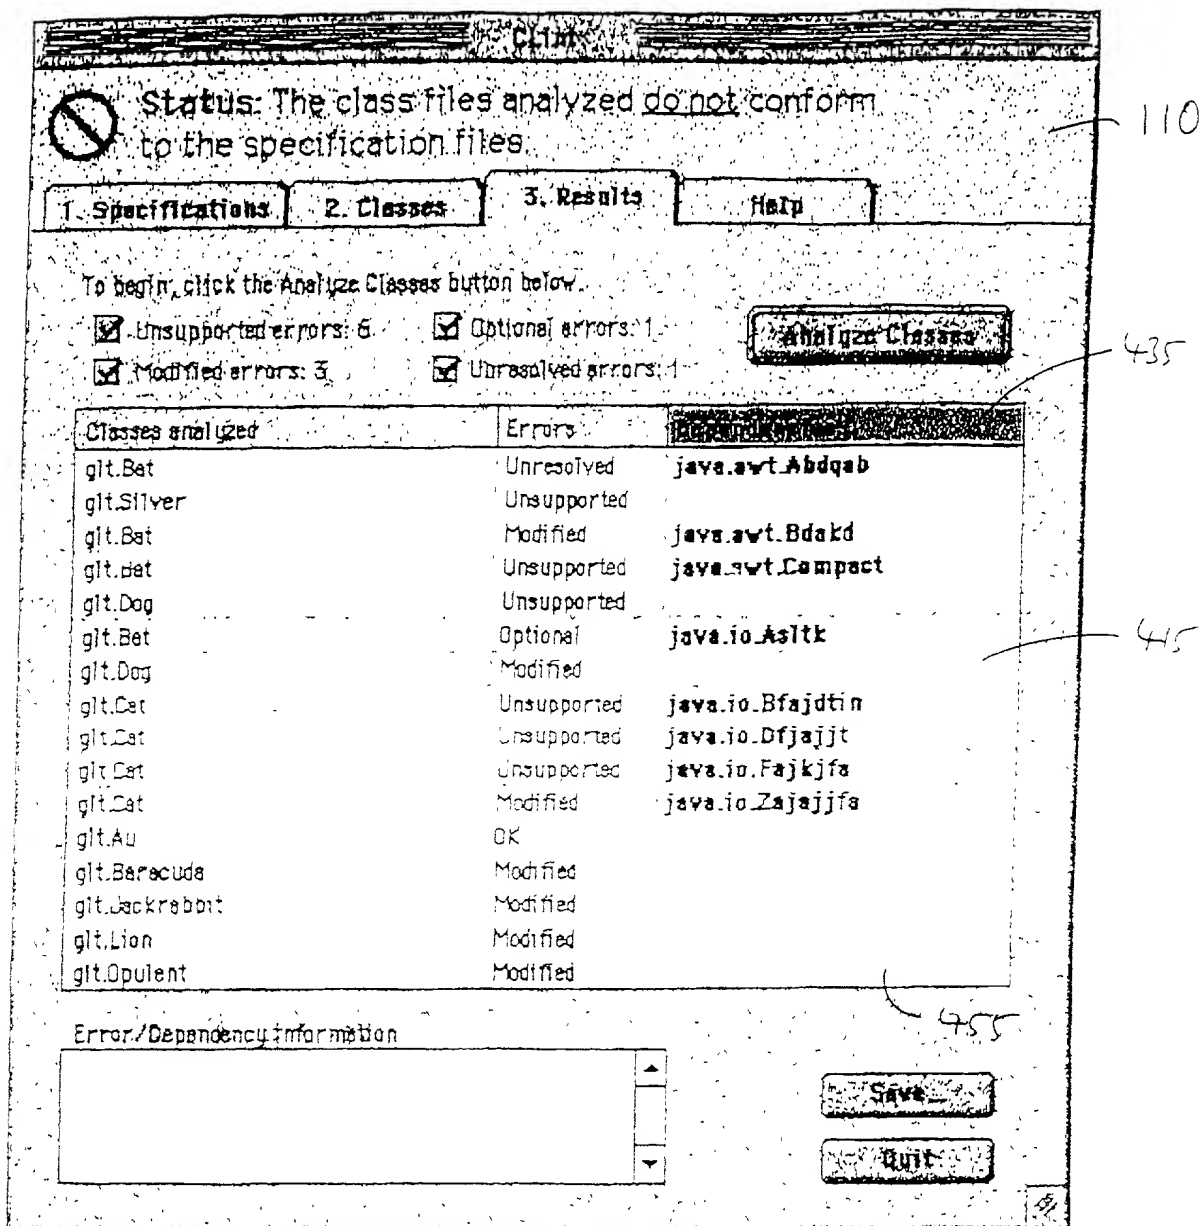 Status: The class files analyzed do not conform
to the specification files.
110
1. Specifications 2. Classes 3. Results Help
To begin, click the Analyze Classes button below.
Unsupported errors: 6 Optional errors: 1
Analyze Classes
Modified errors: 3 Unresolved errors: 1
435
Classes analyzed Errors
glt.Bat Unresolved java.awt.Abdqab
glt.Silver Unsupported
glt.Bat Modified java.awt.Bdakd
glt.Bat Unsupported java.awt.Compact
glt.Dog Unsupported
glt.Bat Optional java.io.Asltk
415
glt.Dog Modified
glt.Cat Unsupported java.io.Bfajdtin
glt.Cat Unsupported java.io.Dfjajjt
glt.Cat Unsupported java.io.Fajkjfa
glt.Cat Modified java.io.Zajajjfa
glt.Au OK
glt.Baracuda Modified
glt.Jackrabbit Modified
glt.Lion Modified
glt.Opulent Modified
455
Error/Dependency information
Save...
Quit